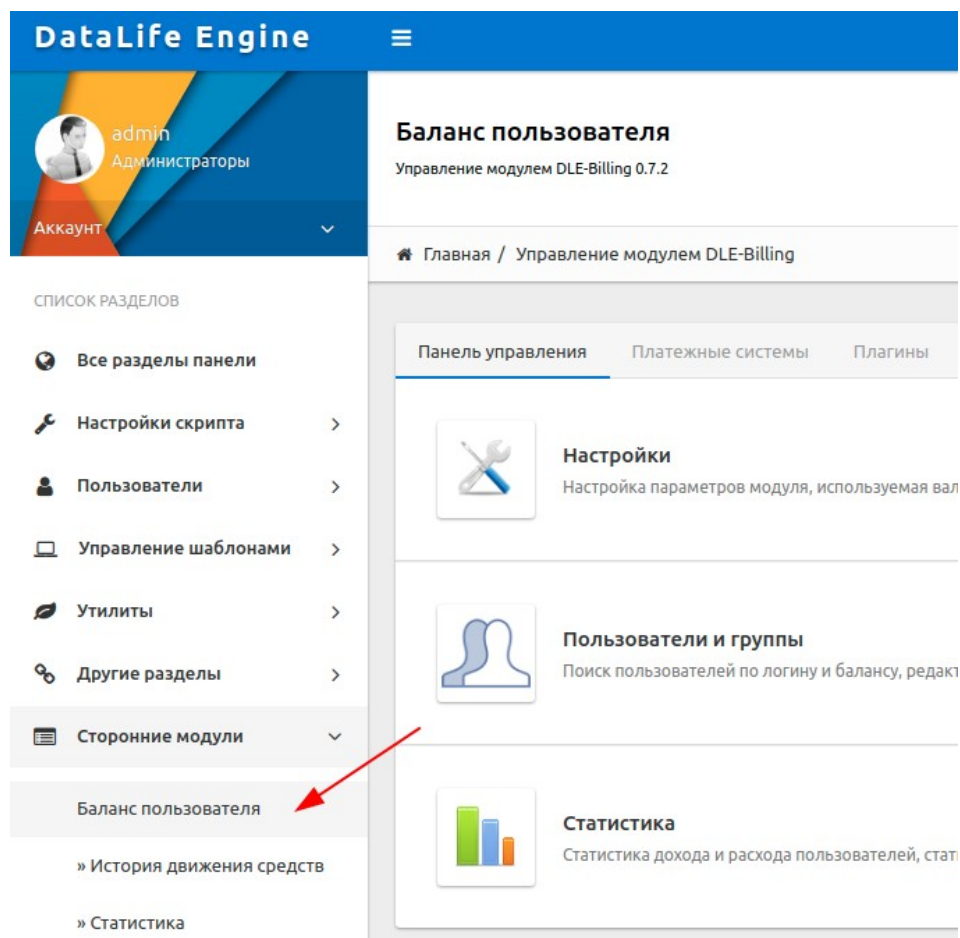 DataLife Engine
admin
Администраторы
Аккаунт
СПИСОК РАЗДЕЛОВ
Все разделы панели
Настройки скрипта
Пользователи
Управление шаблонами
Утилиты
Другие разделы
Сторонние модули
Баланс пользователя
» История движения средств
» Статистика
Баланс пользователя
Управление модулем DLE-Billing 0.7.2
Главная / Управление модулем DLE-Billing
Панель управления Платежные системы Плагины
Настройки
Настройка параметров модуля, используемая вал
Пользователи и группы
Поиск пользователей по логину и балансу, редакт
Статистика
Статистика дохода и расхода пользователей, стат